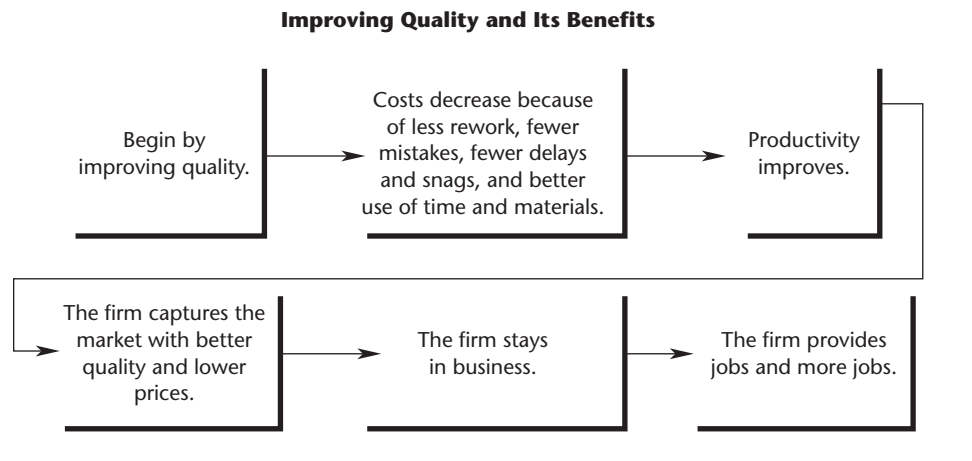 Improving Quality and Its Benefits
Begin by
improving quality.
Costs decrease because
of less rework, fewer
mistakes, fewer delays
and snags, and better
use of time and materials.
Productivity
improves.
The firm captures the
market with better
quality and lower
prices.
The firm stays
in business.
The firm provides
jobs and more jobs.